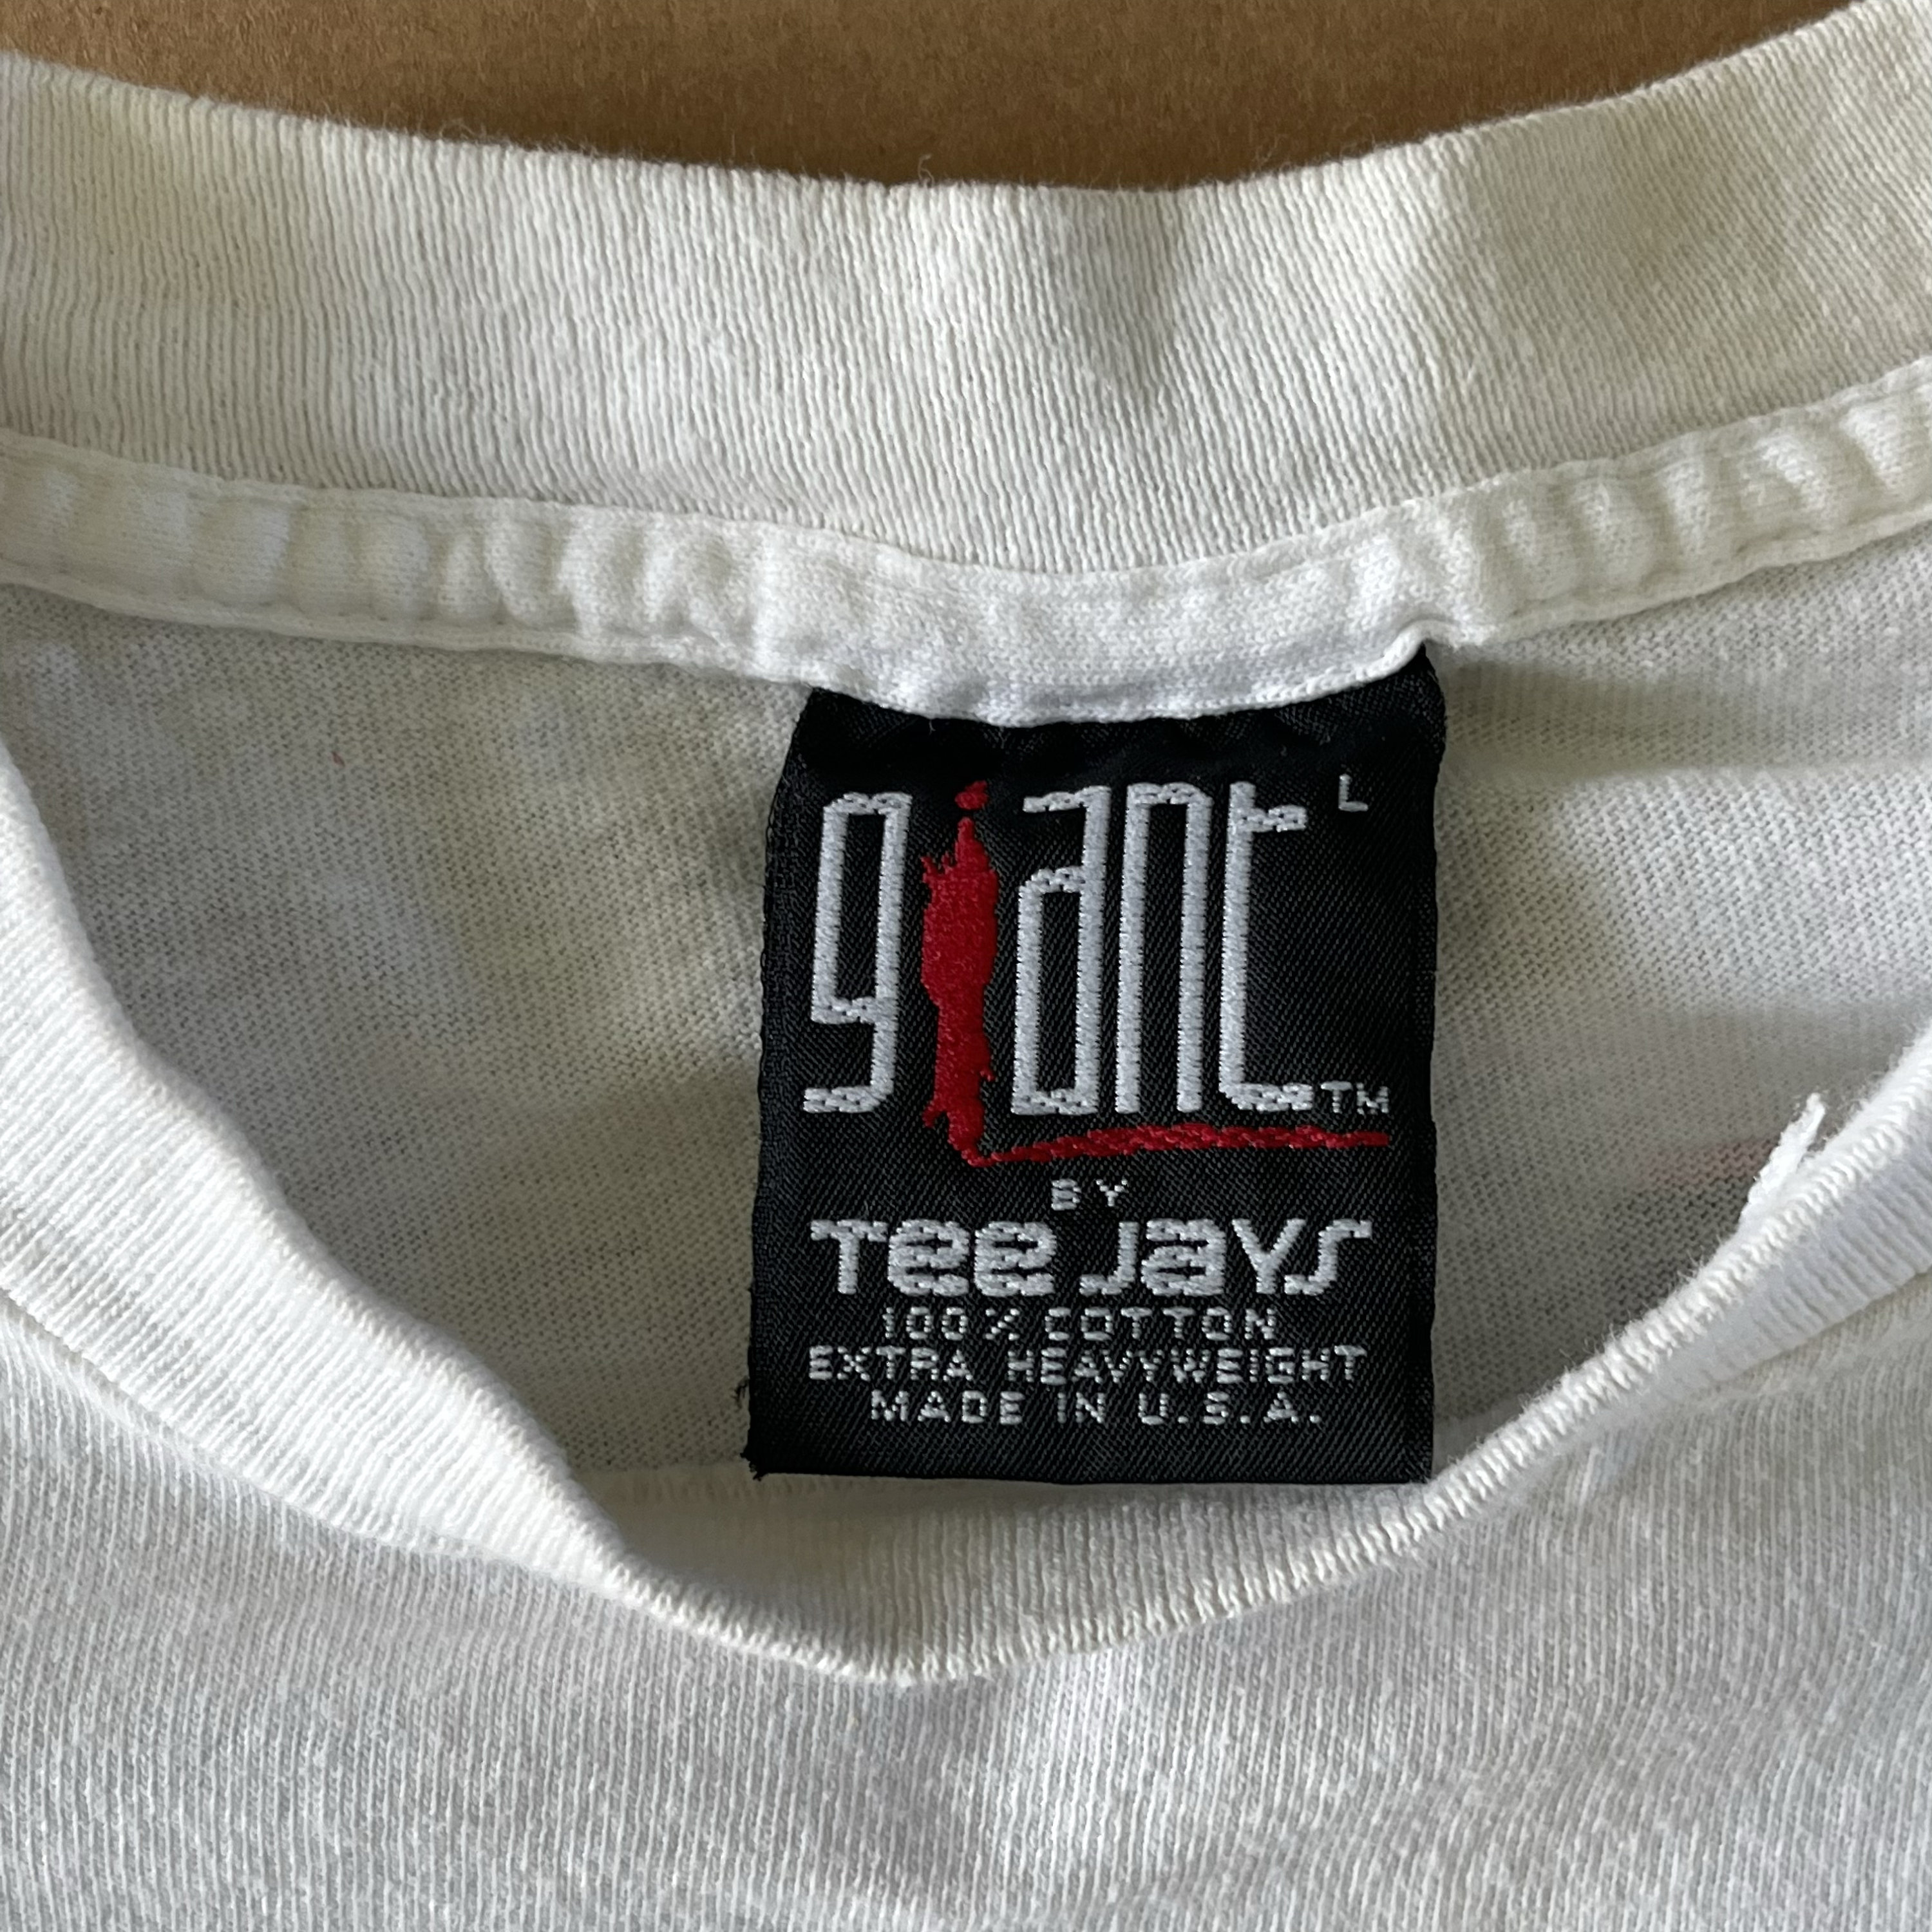 giant L
TM
BY
Tee Jays
100% COTTON
EXTRA HEAVYWEIGHT
MADE IN U.S.A.